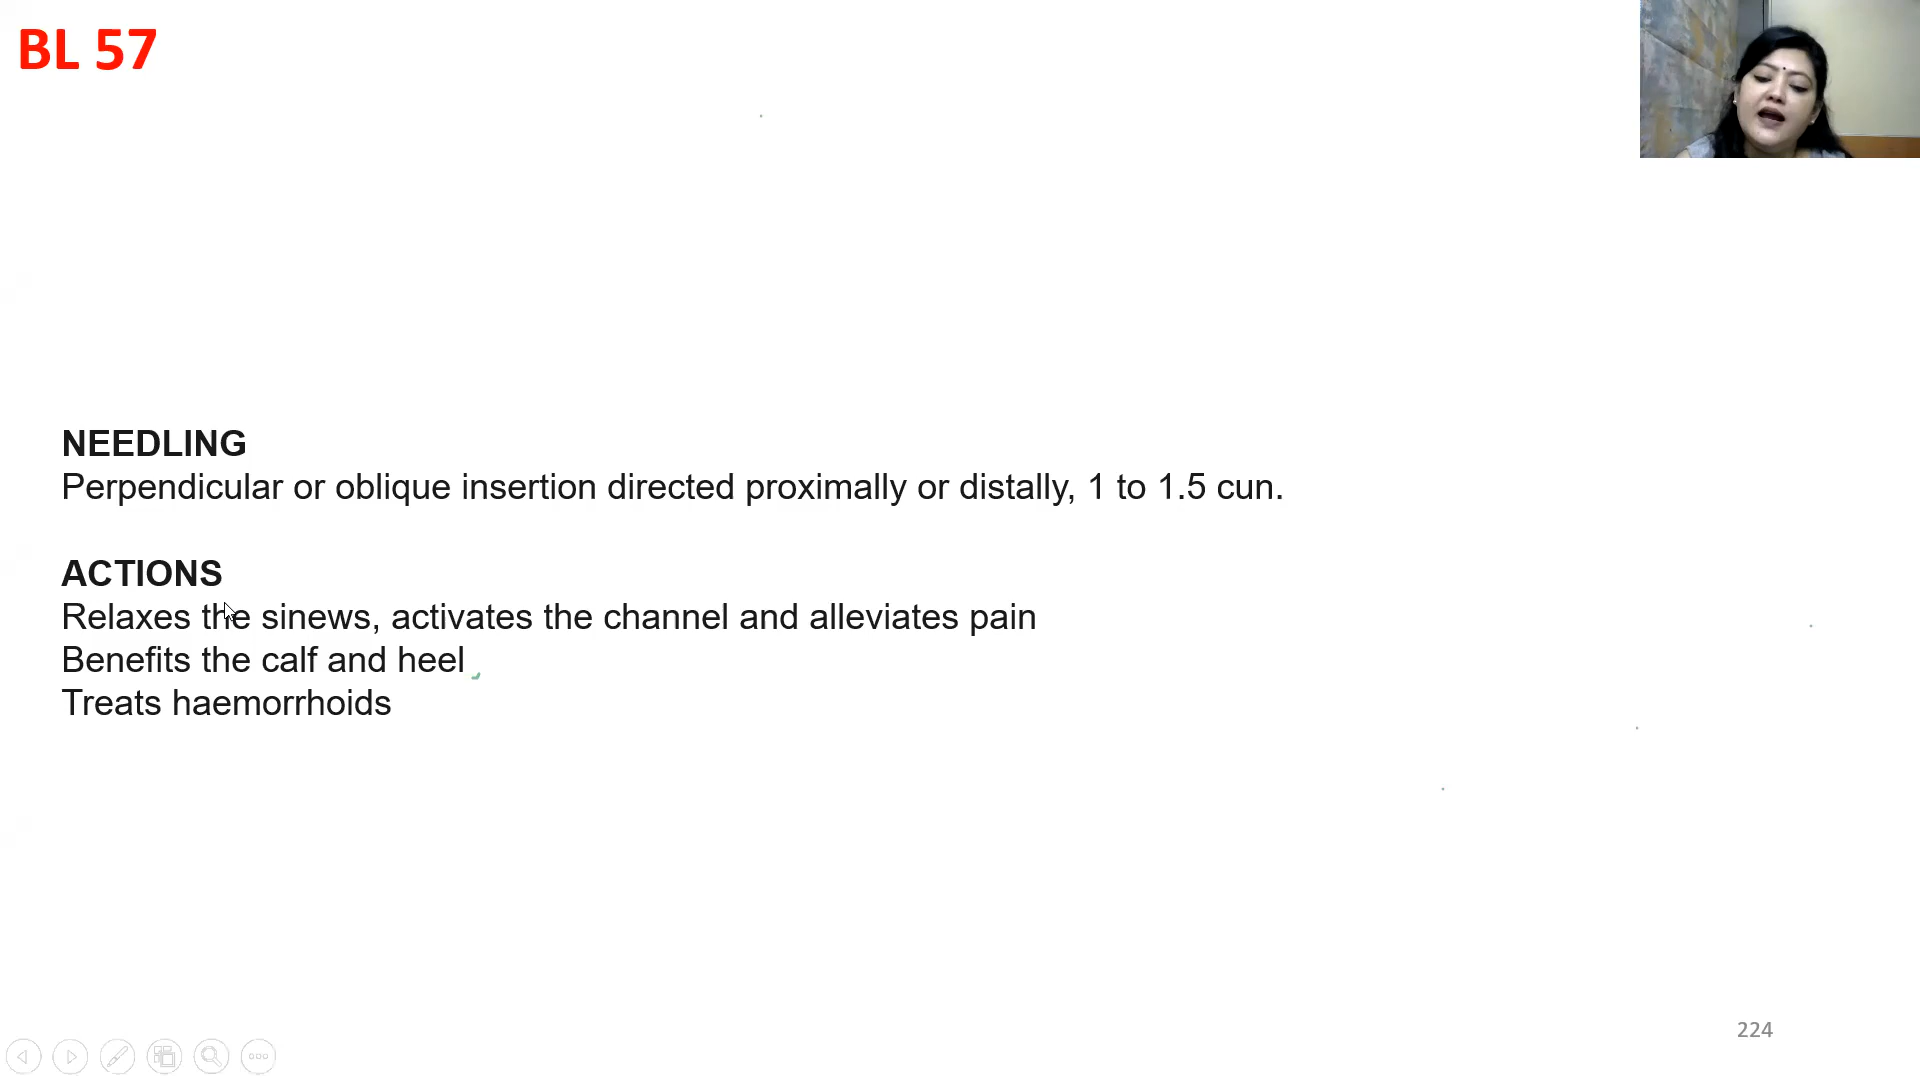 BL 57
NEEDLING
Perpendicular or oblique insertion directed proximally or distally, 1 to 1.5 cun.
ACTIONS
Relaxes the sinews, activates the channel and alleviates pain
Benefits the calf and heel
Treats haemorrhoids
224